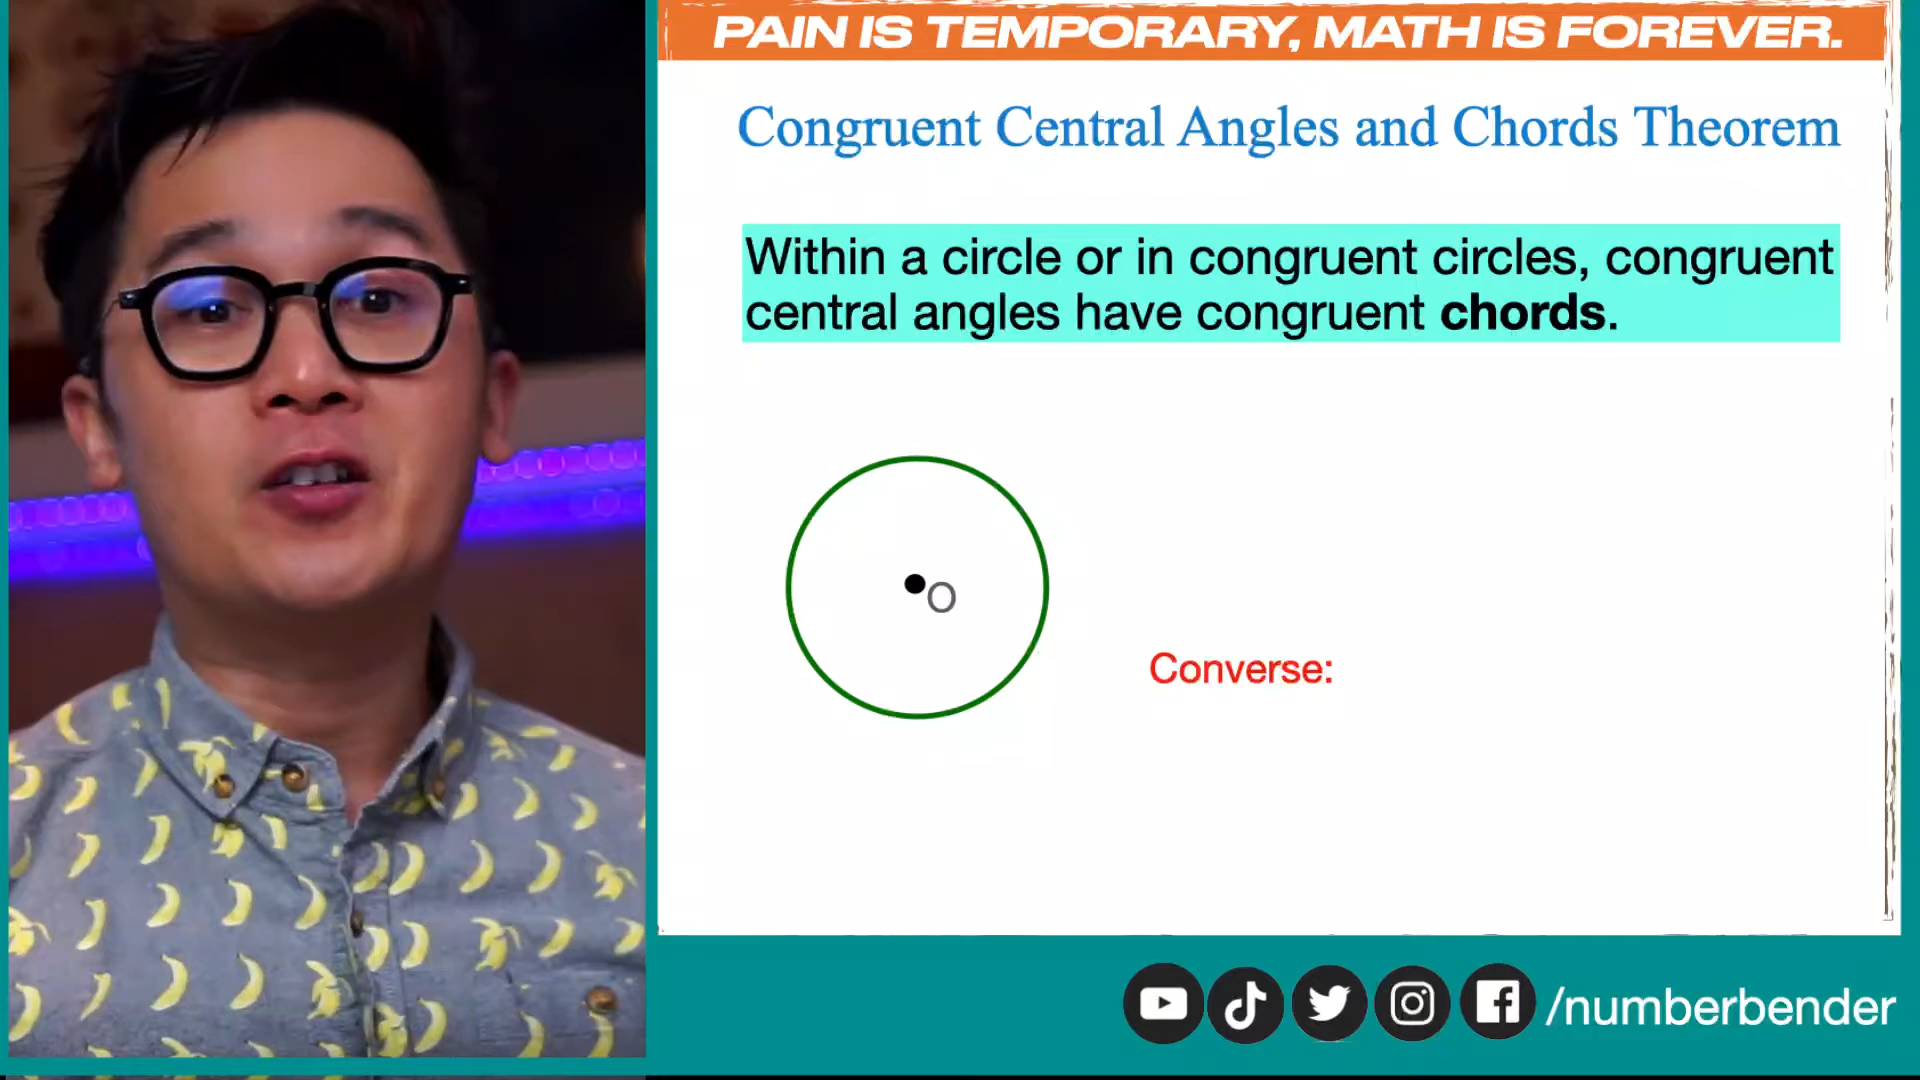 PAIN IS TEMPORARY, MATH IS FOREVER.
Congruent Central Angles and Chords Theorem
Within a circle or in congruent circles, congruent
central angles have congruent chords.
O
Converse:
/numberbender